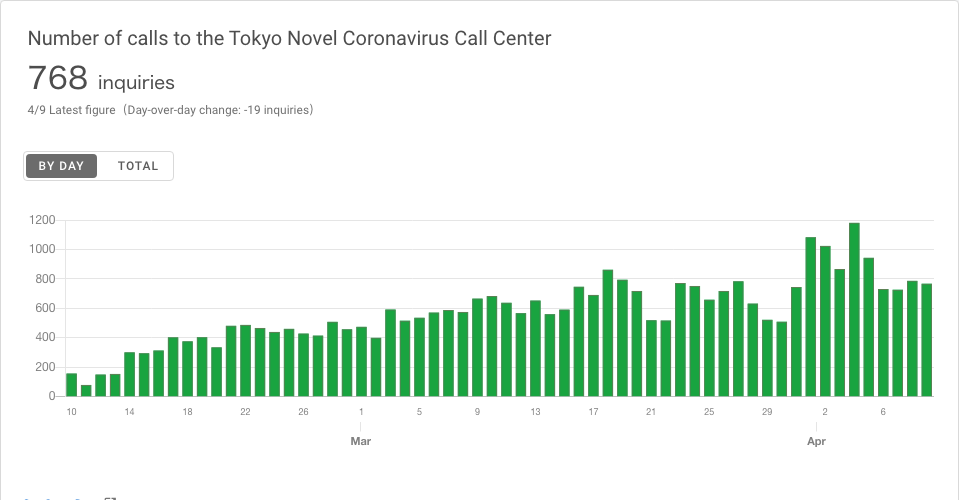 Number of calls to the Tokyo Novel Coronavirus Call Center
768 inquiries
4/9 Latest figure（Day-over-day change: -19 inquiries）
BY DAY TOTAL
1200
1000
800
600
400
200
0
10 14 18 22 26 1 5 9 13 17 21 25 29 2 6
Mar Apr